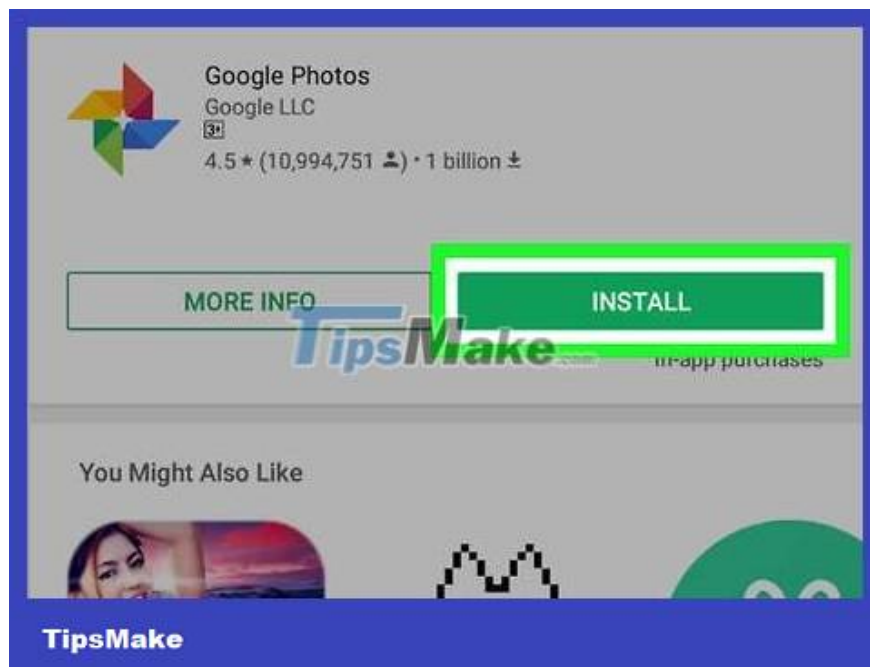 Google Photos
Google LLC
3+
4.5 ★ (10,994,751 ) • 1 billion
MORE INFO
INSTALL
TipsMake.com
In-app purchases
You Might Also Like
TipsMake